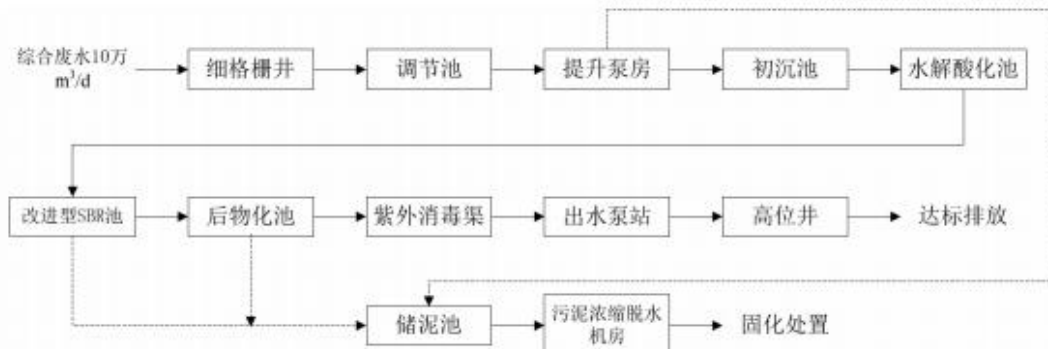 综合废水10万
m³/d
细格栅井
调节池
提升泵房
初沉池
水解酸化池
改进型SBR池
后物化池
紫外消毒渠
出水泵站
高位井
达标排放
储泥池
污泥浓缩脱水
机房
固化处置